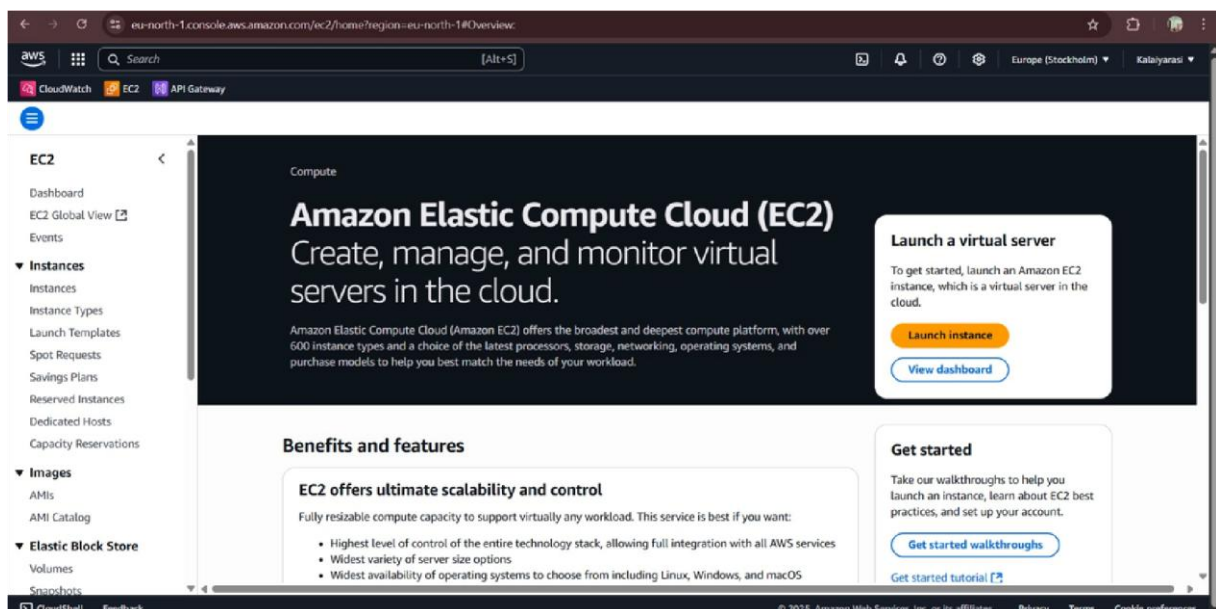 eu-north-1.console.aws.amazon.com/ec2/home?region=eu-north-1#Overview:
aws
Search
[Alt+S]
Europe (Stockholm)
Kalaiyarasi
CloudWatch
EC2
API Gateway
EC2
Dashboard
EC2 Global View
Events
Instances
Instances
Instance Types
Launch Templates
Spot Requests
Savings Plans
Reserved Instances
Dedicated Hosts
Capacity Reservations
Images
AMIs
AMI Catalog
Elastic Block Store
Volumes
Snapshots
Compute
Amazon Elastic Compute Cloud (EC2)
Create, manage, and monitor virtual
servers in the cloud.
Amazon Elastic Compute Cloud (Amazon EC2) offers the broadest and deepest compute platform, with over
600 instance types and a choice of the latest processors, storage, networking, operating systems, and
purchase models to help you best match the needs of your workload.
Launch a virtual server
To get started, launch an Amazon EC2
instance, which is a virtual server in the
cloud.
Launch instance
View dashboard
Benefits and features
EC2 offers ultimate scalability and control
Fully resizable compute capacity to support virtually any workload. This service is best if you want:
• Highest level of control of the entire technology stack, allowing full integration with all AWS services
• Widest variety of server size options
• Widest availability of operating systems to choose from including Linux, Windows, and macOS
Get started
Take our walkthroughs to help you
launch an instance, learn about EC2 best
practices, and set up your account.
Get started walkthroughs
Get started tutorial
CloudShell
Feedback
© 2025, Amazon Web Services, Inc. or its affiliates.
Privacy
Terms
Cookie preferences